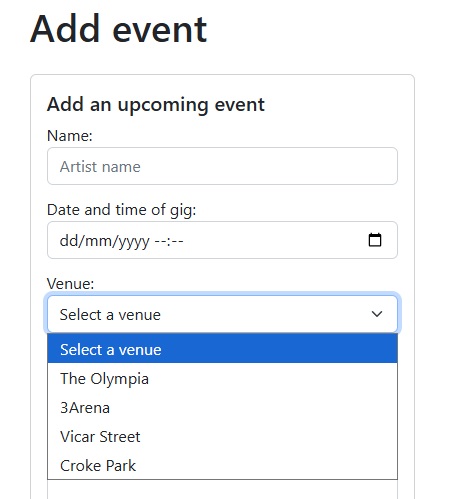 Add event
Add an upcoming event
Name:
Artist name
Date and time of gig:
dd/mm/yyyy --:--
Venue:
Select a venue
Select a venue
The Olympia
3Arena
Vicar Street
Croke Park